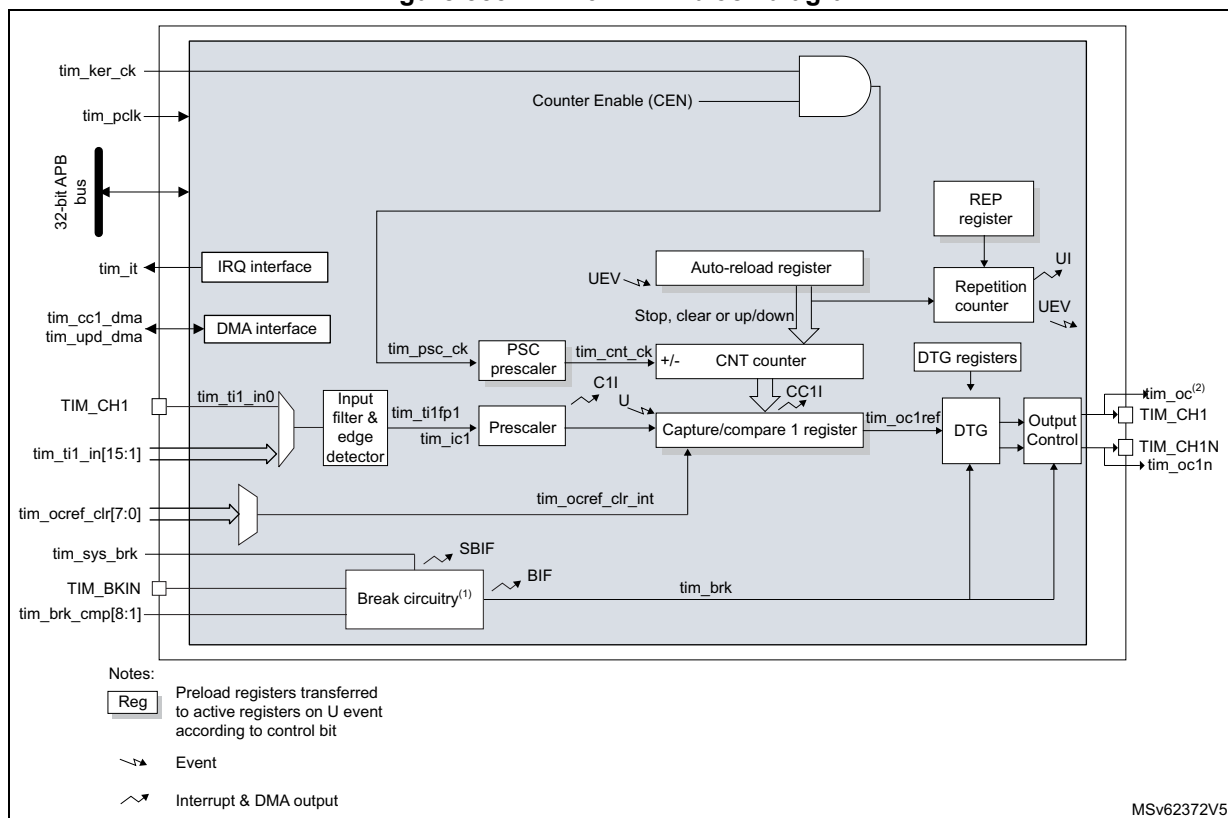 tim_ker_ck
Counter Enable (CEN)
tim_pclk
32-bit APB
bus
REP
register
tim_it
IRQ interface
UEV
Auto-reload register
UI
Repetition
counter
UEV
tim_cc1_dma
tim_upd_dma
DMA interface
Stop, clear or up/down
tim_psc_ck
PSC
prescaler
tim_cnt_ck
+/-
CNT counter
DTG registers
TIM_CH1
tim_ti1_in0
Input
filter &
edge
detector
tim_ti1fp1
tim_ic1
Prescaler
C1I
U
CC1I
Capture/compare 1 register
tim_oc1ref
DTG
Output
Control
tim_oc(2)
TIM_CH1
TIM_CH1N
tim_oc1n
tim_ti1_in[15:1]
tim_ocref_clr[7:0]
tim_ocref_clr_int
tim_sys_brk
SBIF
TIM_BKIN
BIF
Break circuitry(1)
tim_brk
tim_brk_cmp[8:1]
Notes:
Reg
Preload registers transferred
to active registers on U event
according to control bit
Event
Interrupt & DMA output
MSv62372V5